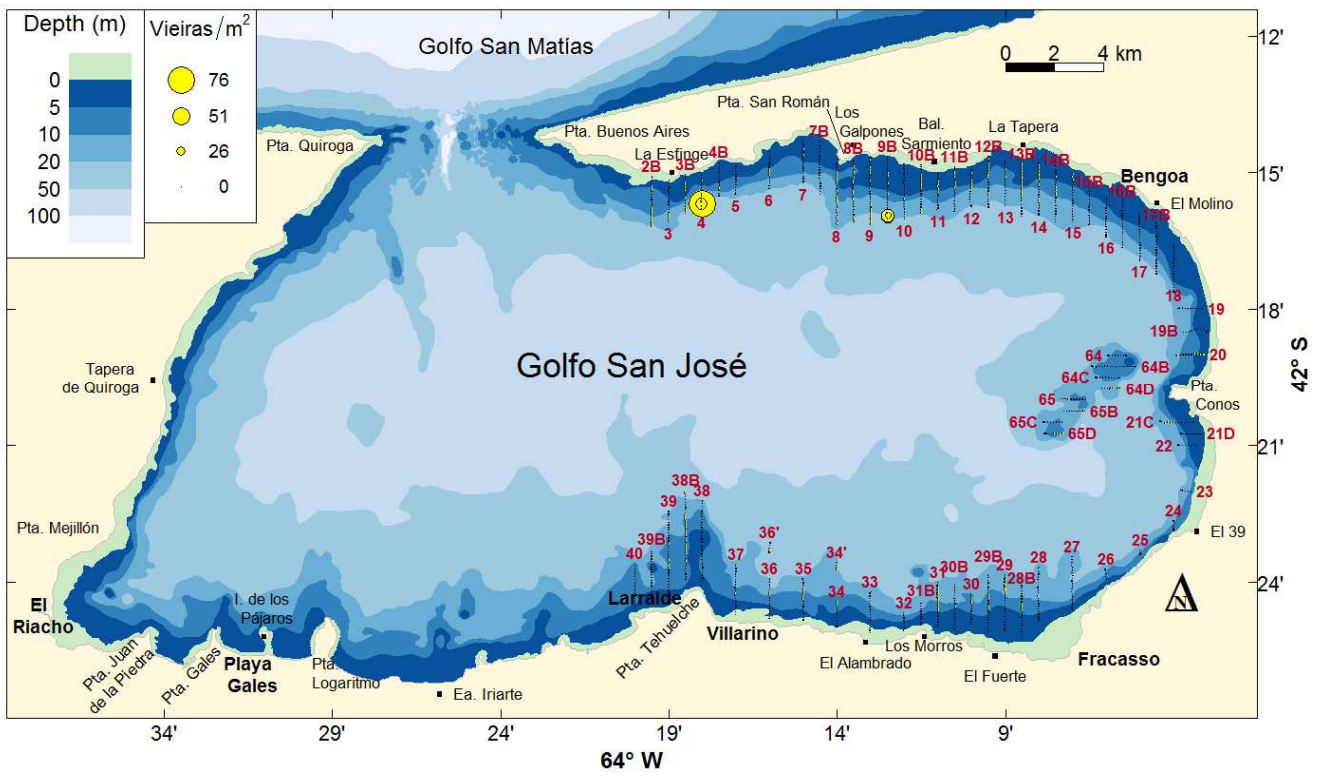 Depth (m)
0
5
10
20
50
100
Vieiras/m²
76
51
26
0
Golfo San Matías
0 2 4 km
12'
15'
18'
21'
24'
42° S
Pta. Quiroga
Pta. Buenos Aires
La Esfinge
Pta. San Román
Los
Galpones
Bal.
Sarmiento
La Tapera
Bengoa
El Molino
2B
3B
4B
7B
8B
9B
10B
11B
12B
13B
14B
15B
16B
17B
3
4
5
6
7
8
9
10
11
12
13
14
15
16
17
18
19
19B
20
Golfo San José
64
64B
64C
64D
65
65B
65C
65D
Pta.
Conos
21C
21D
22
23
24
El 39
25
26
27
28
28B
29
29B
30
30B
31
31B
32
33
34'
34
35
36'
36
37
38
38B
39
39B
40
Tapera
de Quiroga
Pta. Mejillón
El
Riacho
Pta. Juan
de la Piedra
Pta. Gales
I. de los
Pájaros
Playa
Gales
Pta.
Logaritmo
Ea. Iriarte
Larralde
Pta. Tehuelche
Villarino
El Alambrado
Los Morros
El Fuerte
Fracasso
N
34'
29'
24'
19'
14'
9'
64° W